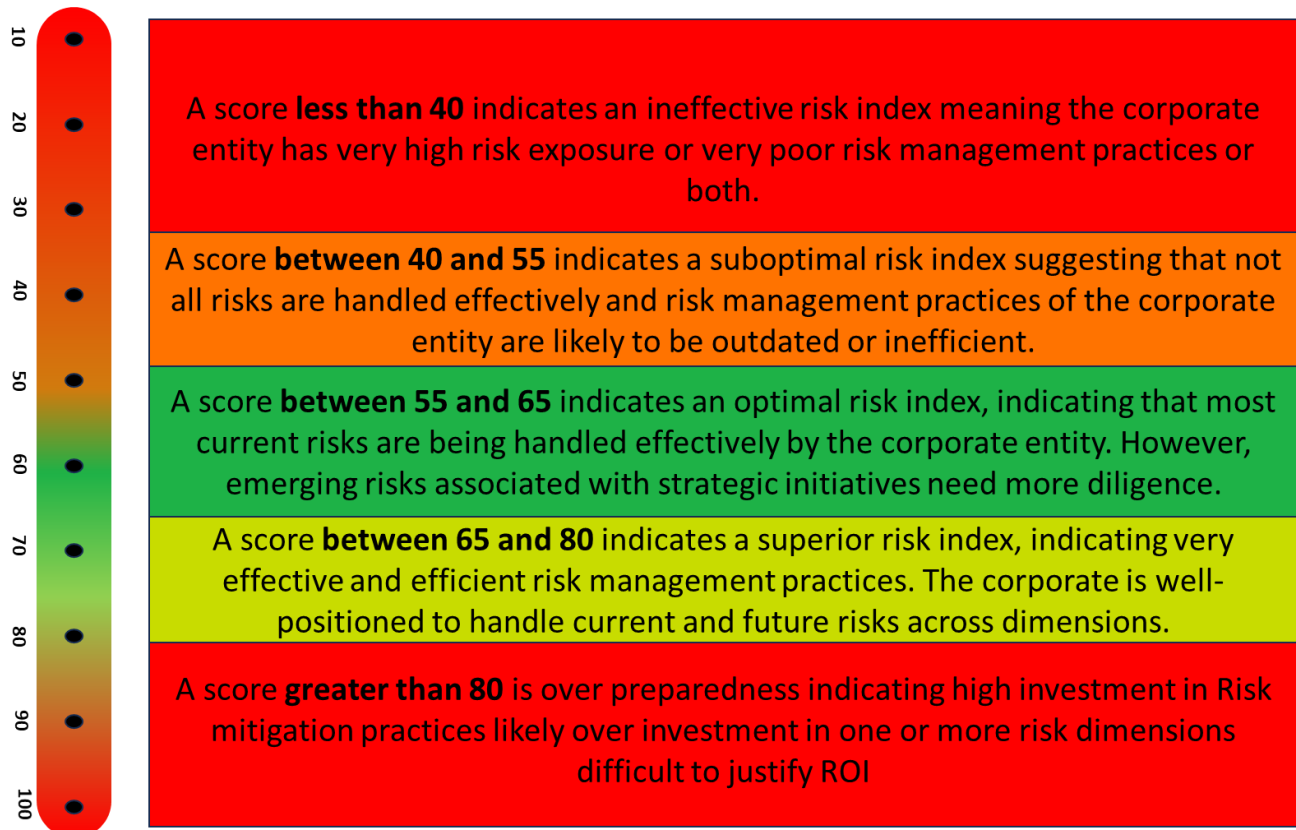 10
20
30
40
50
60
70
80
90
100
A score less than 40 indicates an ineffective risk index meaning the corporate
entity has very high risk exposure or very poor risk management practices or
both.
A score between 40 and 55 indicates a suboptimal risk index suggesting that not
all risks are handled effectively and risk management practices of the corporate
entity are likely to be outdated or inefficient.
A score between 55 and 65 indicates an optimal risk index, indicating that most
current risks are being handled effectively by the corporate entity. However,
emerging risks associated with strategic initiatives need more diligence.
A score between 65 and 80 indicates a superior risk index, indicating very
effective and efficient risk management practices. The corporate is well-
positioned to handle current and future risks across dimensions.
A score greater than 80 is over preparedness indicating high investment in Risk
mitigation practices likely over investment in one or more risk dimensions
difficult to justify ROI